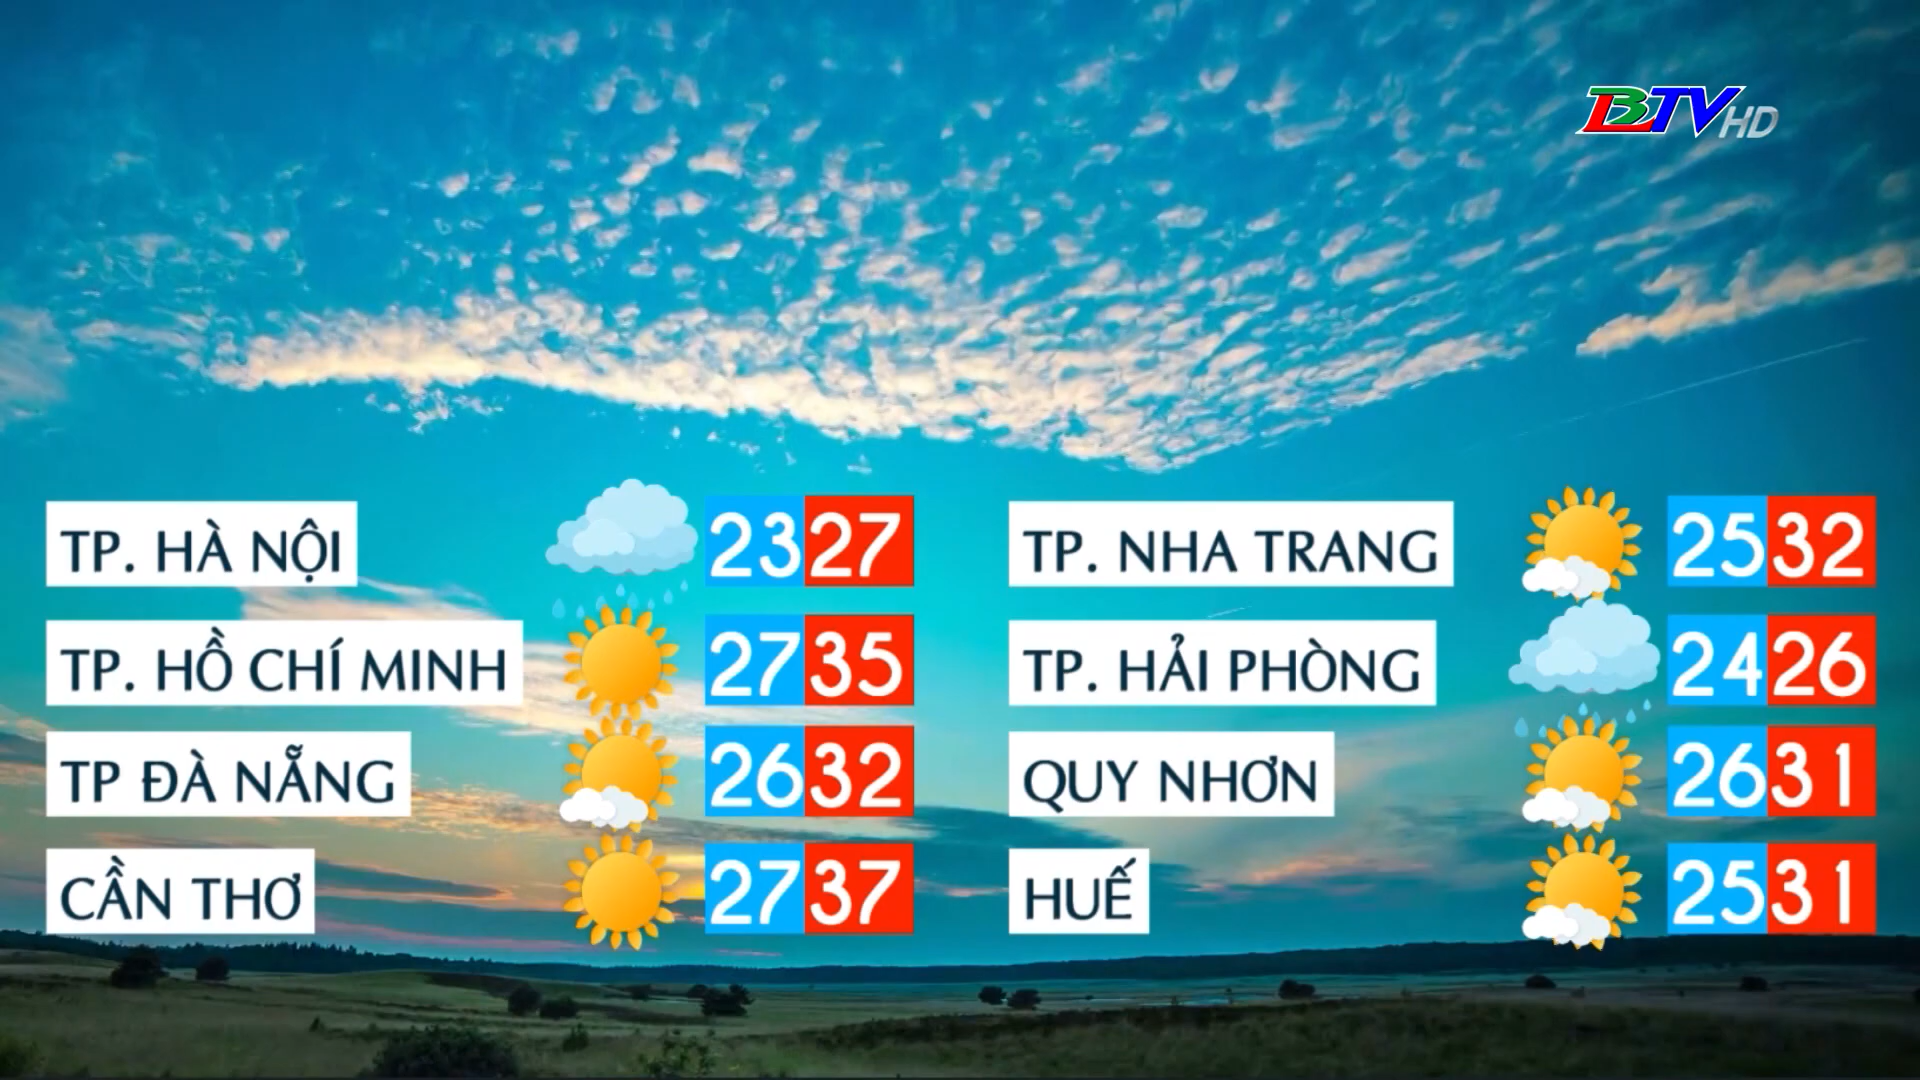 BTV HD
TP. HÀ NỘI 23 27
TP. HỒ CHÍ MINH 27 35
TP ĐÀ NẴNG 26 32
CẦN THƠ 27 37
TP. NHA TRANG 25 32
TP. HẢI PHÒNG 24 26
QUY NHƠN 26 31
HUẾ 25 31